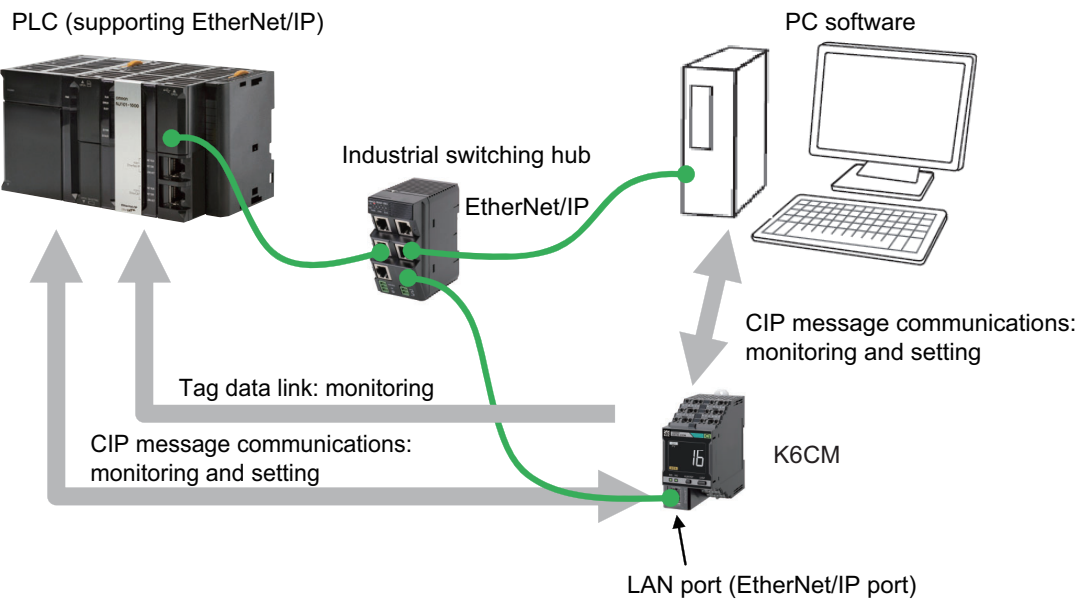 PLC (supporting EtherNet/IP)
PC software
Industrial switching hub
EtherNet/IP
CIP message communications:
monitoring and setting
Tag data link: monitoring
CIP message communications:
monitoring and setting
16
K6CM
LAN port (EtherNet/IP port)